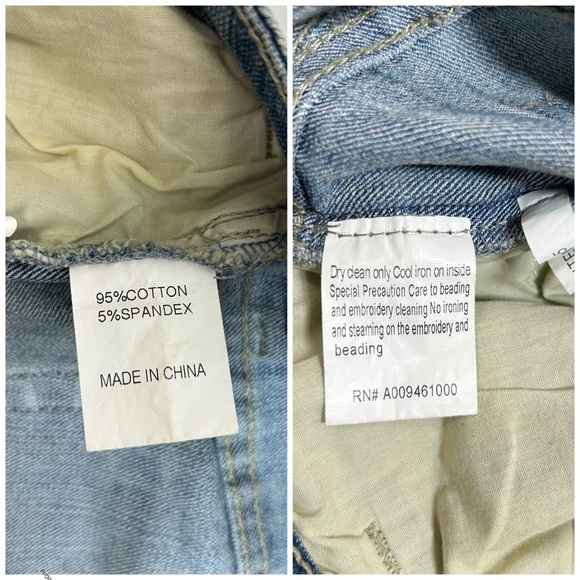 95%COTTON
5%SPANDEX
MADE IN CHINA
Dry clean only Cool iron on inside
Special Precaution Care to beading
and embroidery cleaning No ironing
and steaming on the embroidery and
beading
RN# A009461000